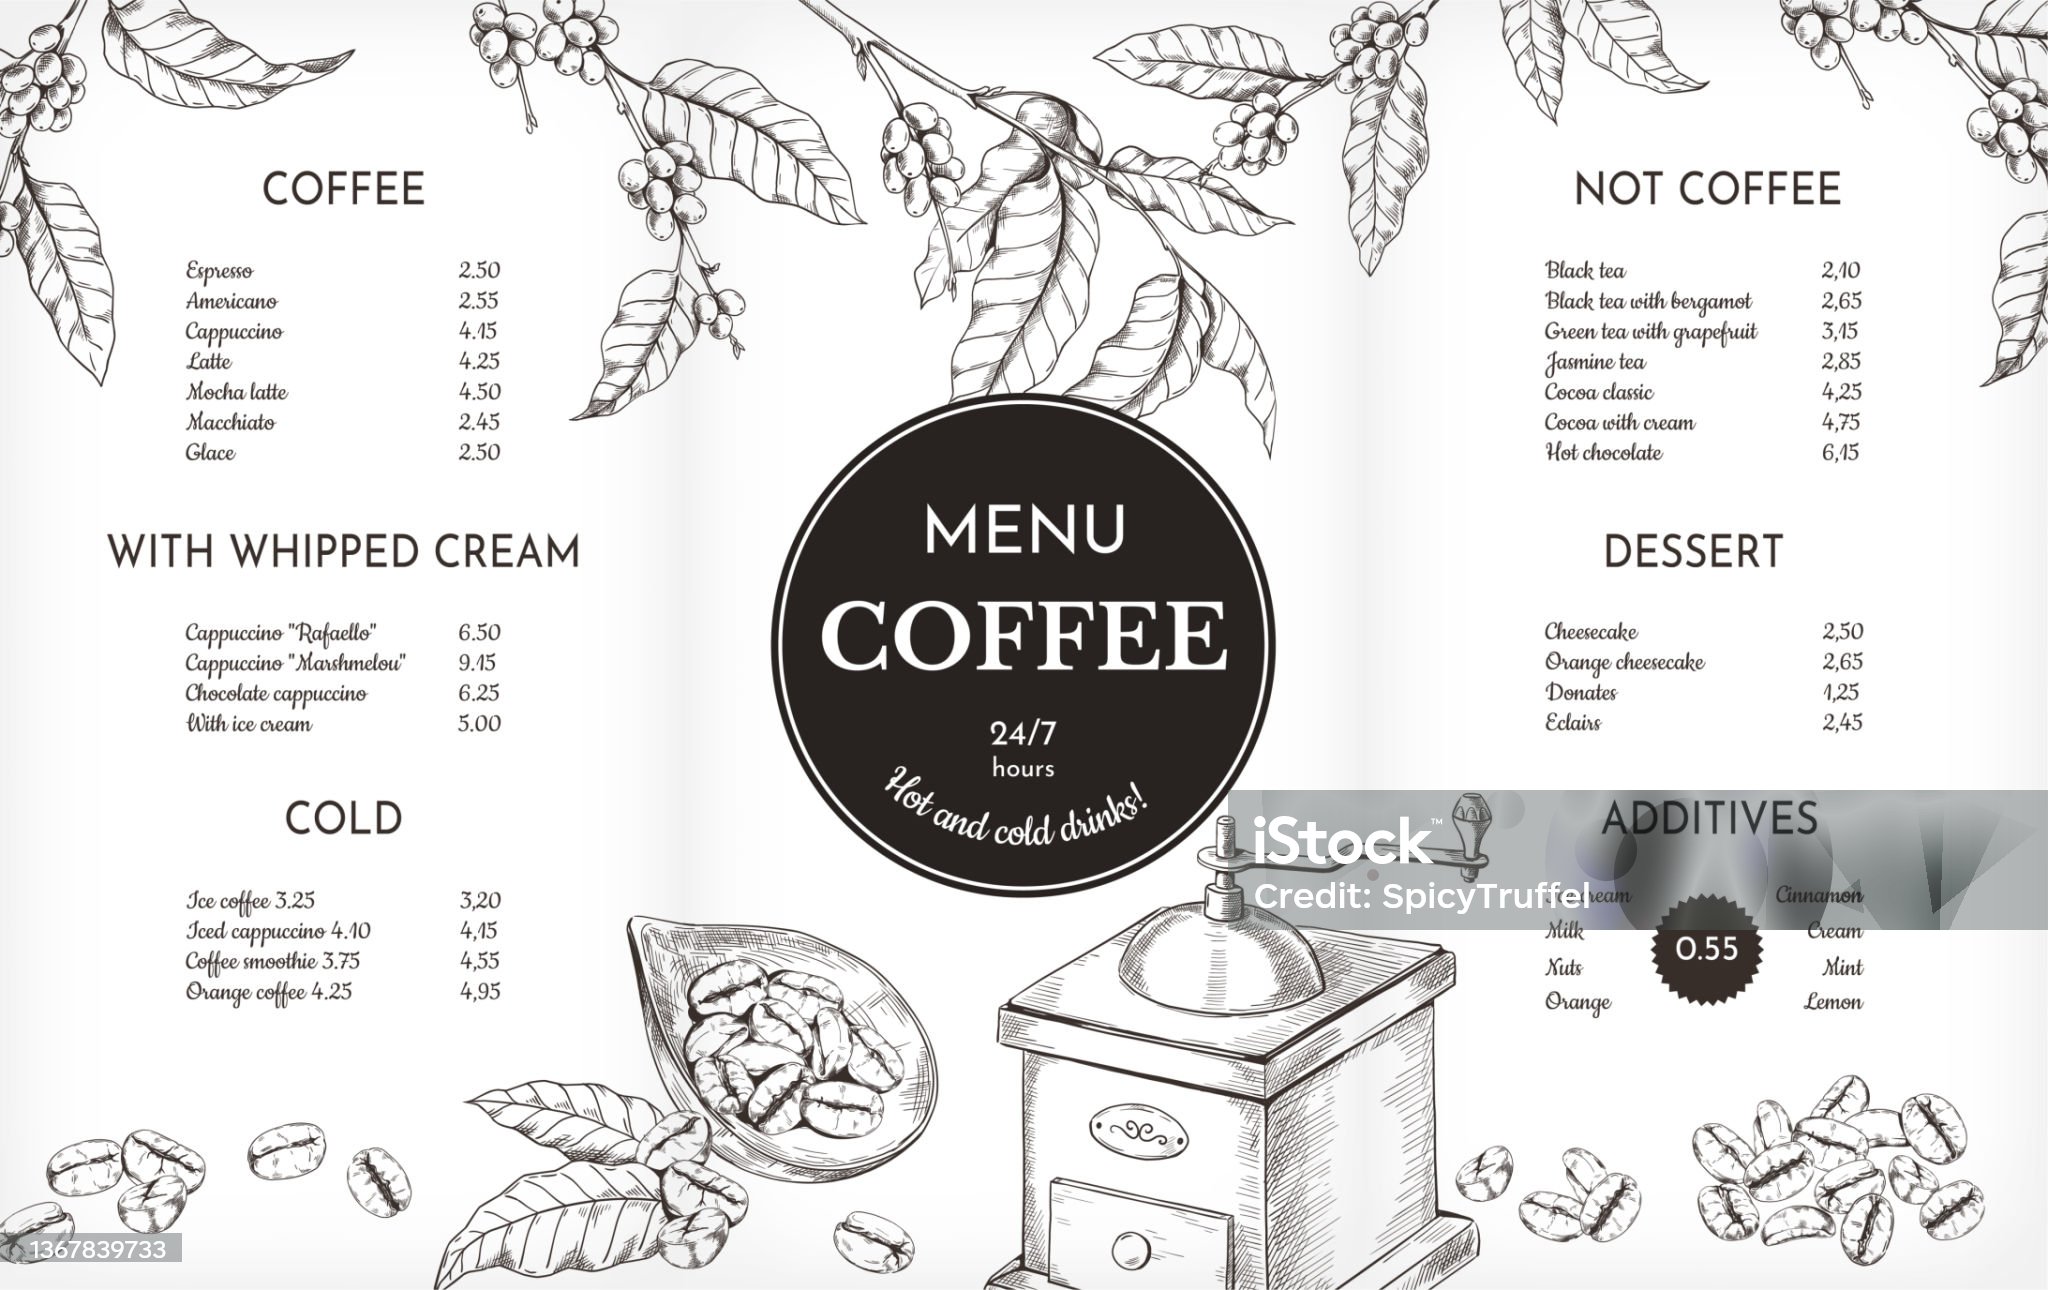 COFFEE
Espresso 2.50
Americano 2.55
Cappuccino 4.15
Latte 4.25
Mocha latte 4.50
Macchiato 2.45
Glace 2.50
WITH WHIPPED CREAM
Cappuccino "Rafaello" 6.50
Cappuccino "Marshmelou" 9.15
Chocolate cappuccino 6.25
With ice cream 5.00
COLD
Ice coffee 3.25 3,20
Iced cappuccino 4.10 4,15
Coffee smoothie 3.75 4,55
Orange coffee 4.25 4,95
MENU
COFFEE
24/7
hours
Hot and cold drinks!
NOT COFFEE
Black tea 2,10
Black tea with bergamot 2,65
Green tea with grapefruit 3,15
Jasmine tea 2,85
Cocoa classic 4,25
Cocoa with cream 4,75
Hot chocolate 6,15
DESSERT
Cheesecake 2,50
Orange cheesecake 2,65
Donates 1,25
Eclairs 2,45
ADDITIVES
Ice cream Cinnamon
Milk Cream
0.55
Nuts Mint
Orange Lemon
iStock™
Credit: SpicyTruffel
1367839733